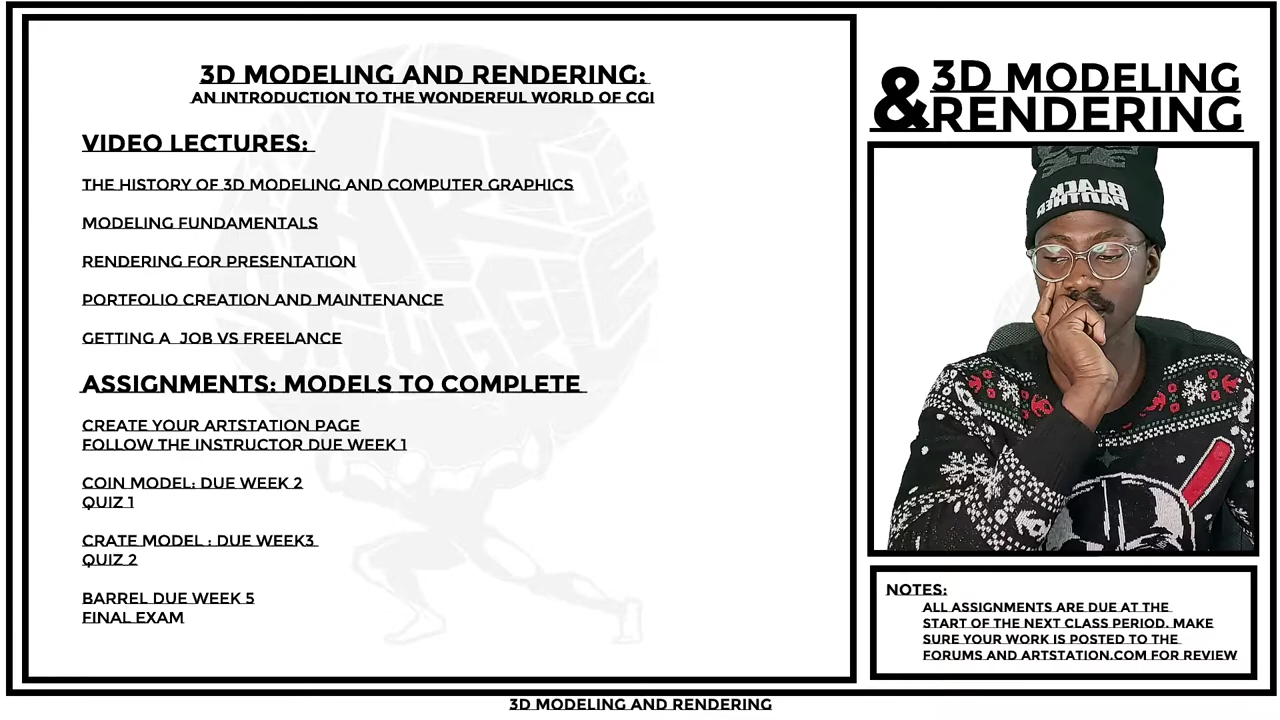 3D MODELING AND RENDERING:
AN INTRODUCTION TO THE WONDERFUL WORLD OF CGI
VIDEO LECTURES:
THE HISTORY OF 3D MODELING AND COMPUTER GRAPHICS
MODELING FUNDAMENTALS
RENDERING FOR PRESENTATION
PORTFOLIO CREATION AND MAINTENANCE
GETTING A  JOB VS FREELANCE
ASSIGNMENTS: MODELS TO COMPLETE
CREATE YOUR ARTSTATION PAGE
FOLLOW THE INSTRUCTOR DUE WEEK 1
COIN MODEL: DUE WEEK 2
QUIZ 1
CRATE MODEL : DUE WEEK3
QUIZ 2
BARREL DUE WEEK 5
FINAL EXAM
3D MODELING
& RENDERING
BLACK
PANTHER
NOTES:
ALL ASSIGNMENTS ARE DUE AT THE
START OF THE NEXT CLASS PERIOD. MAKE
SURE YOUR WORK IS POSTED TO THE
FORUMS AND ARTSTATION.COM FOR REVIEW
3D MODELING AND RENDERING